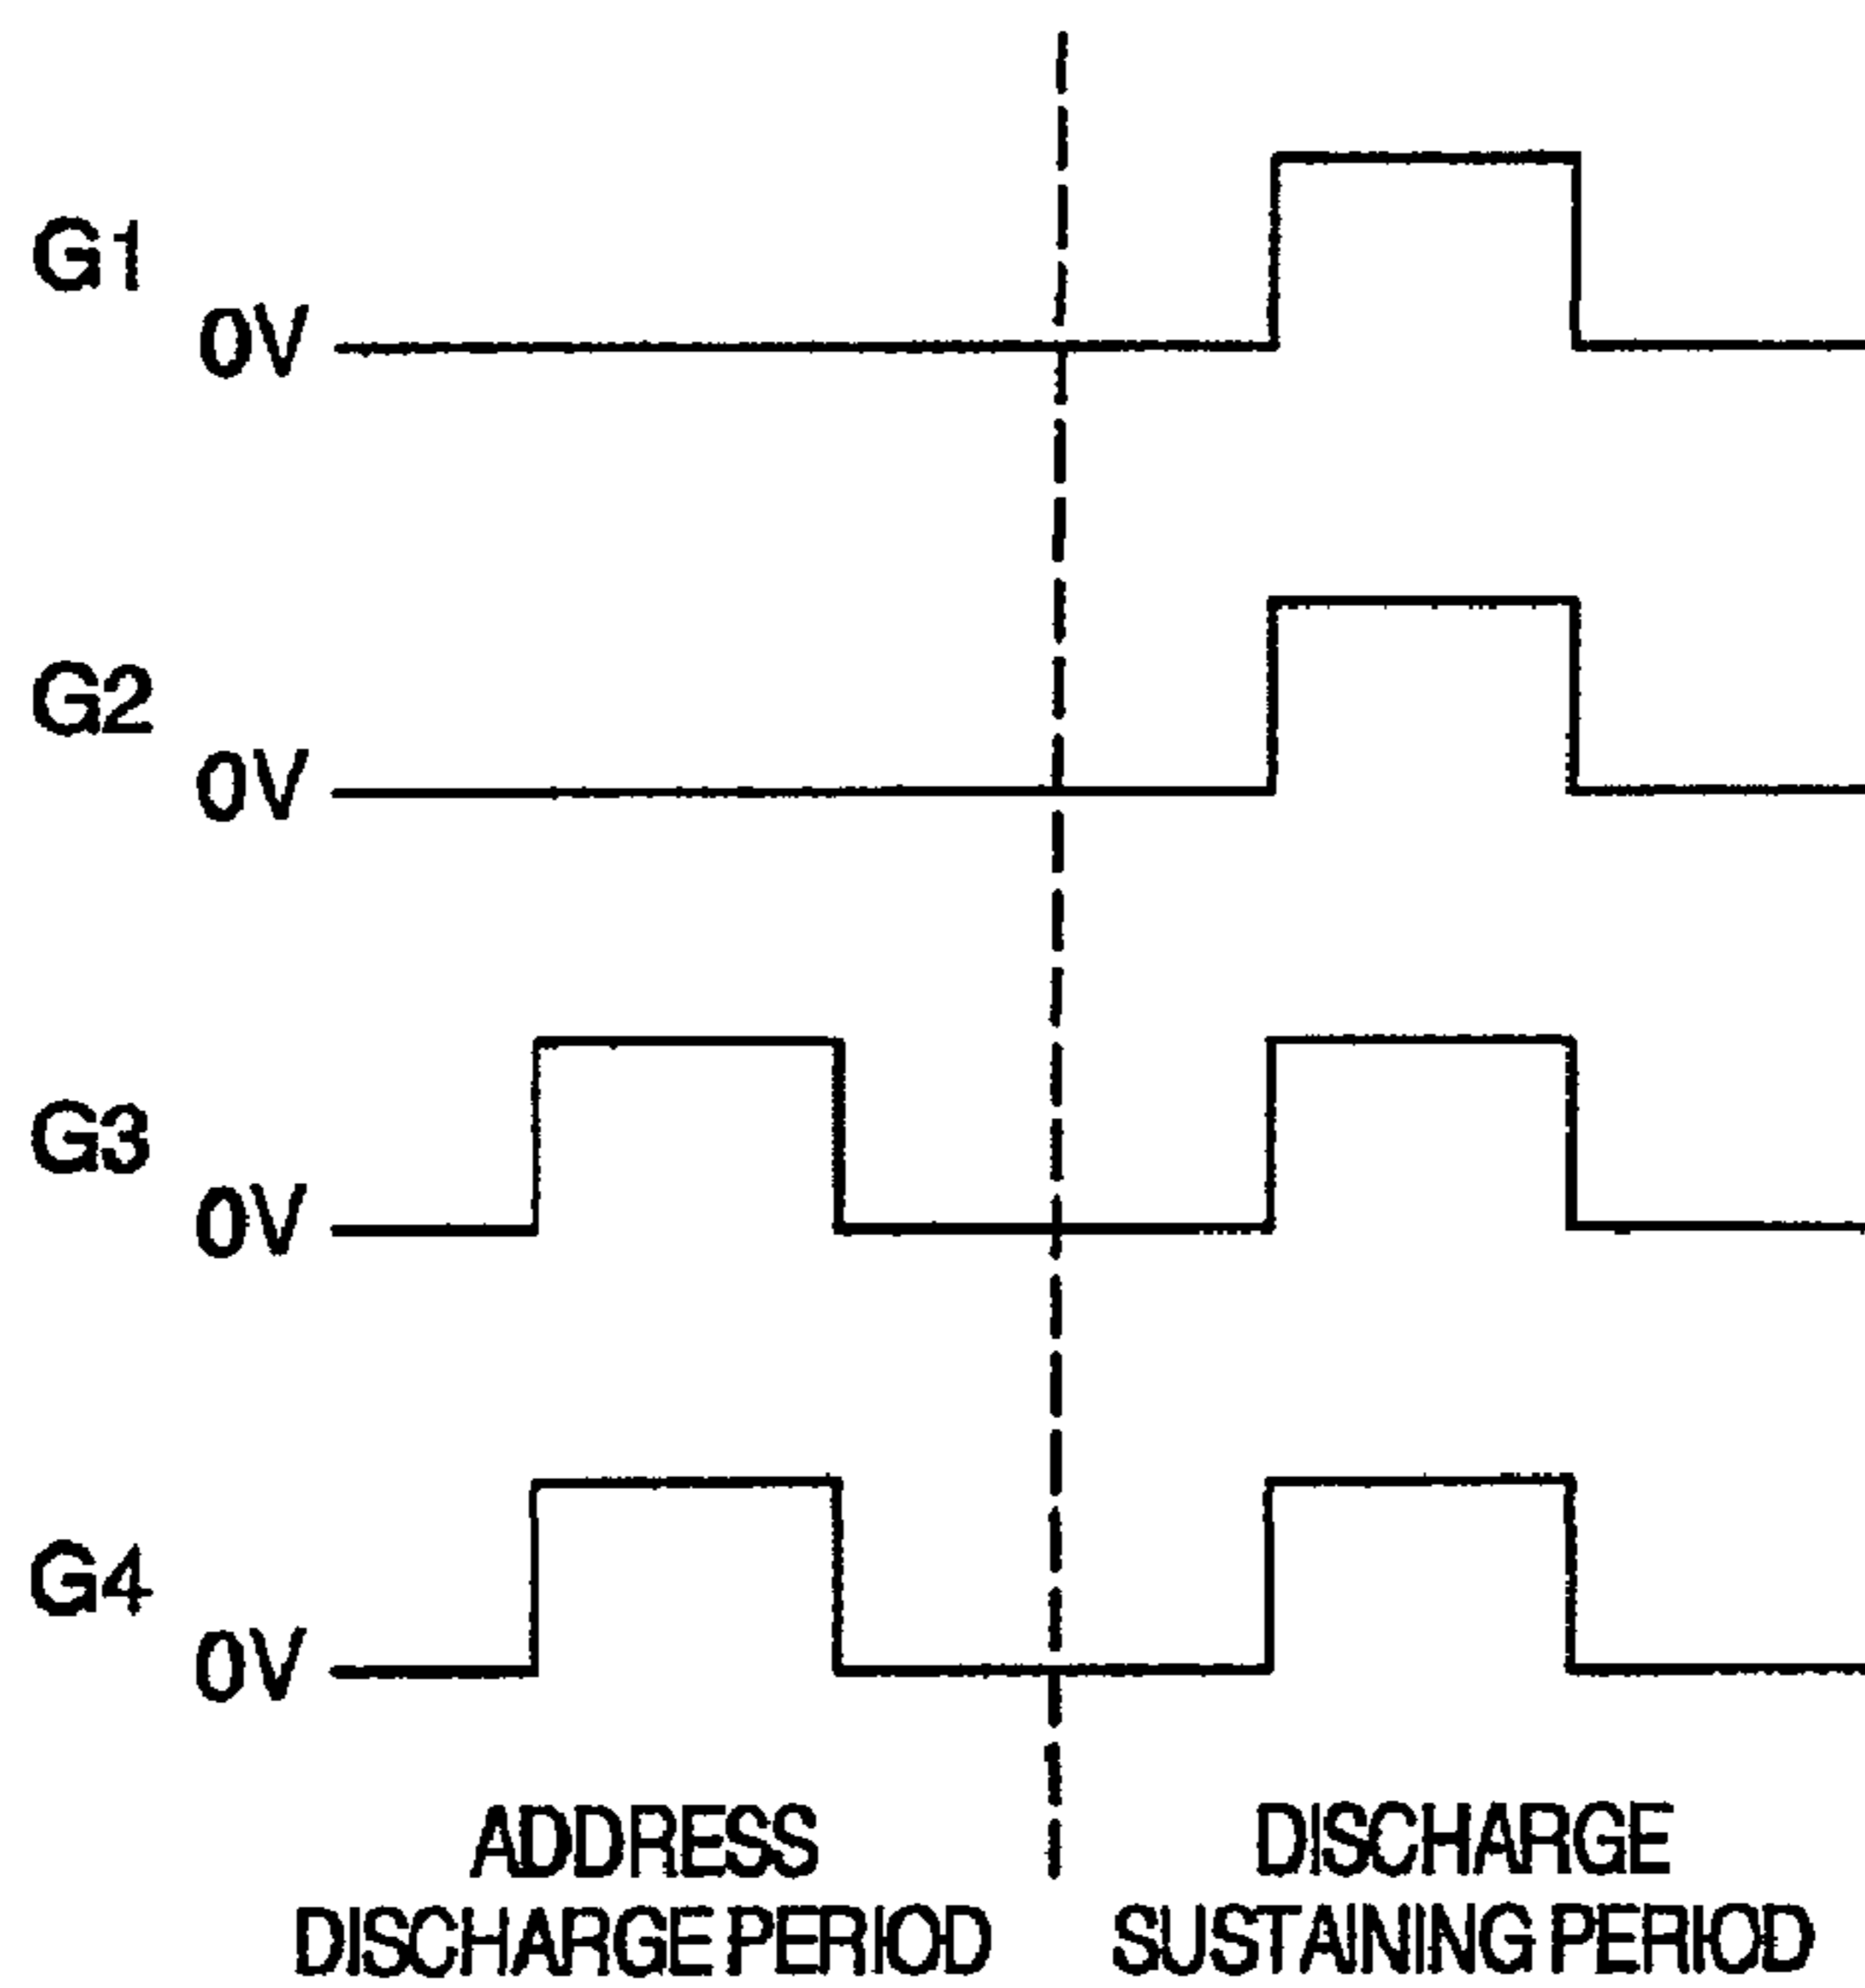 G1
0V
G2
0V
G3
0V
G4
0V
ADDRESS
DISCHARGE PERIOD
DISCHARGE
SUSTAINING PERIOD